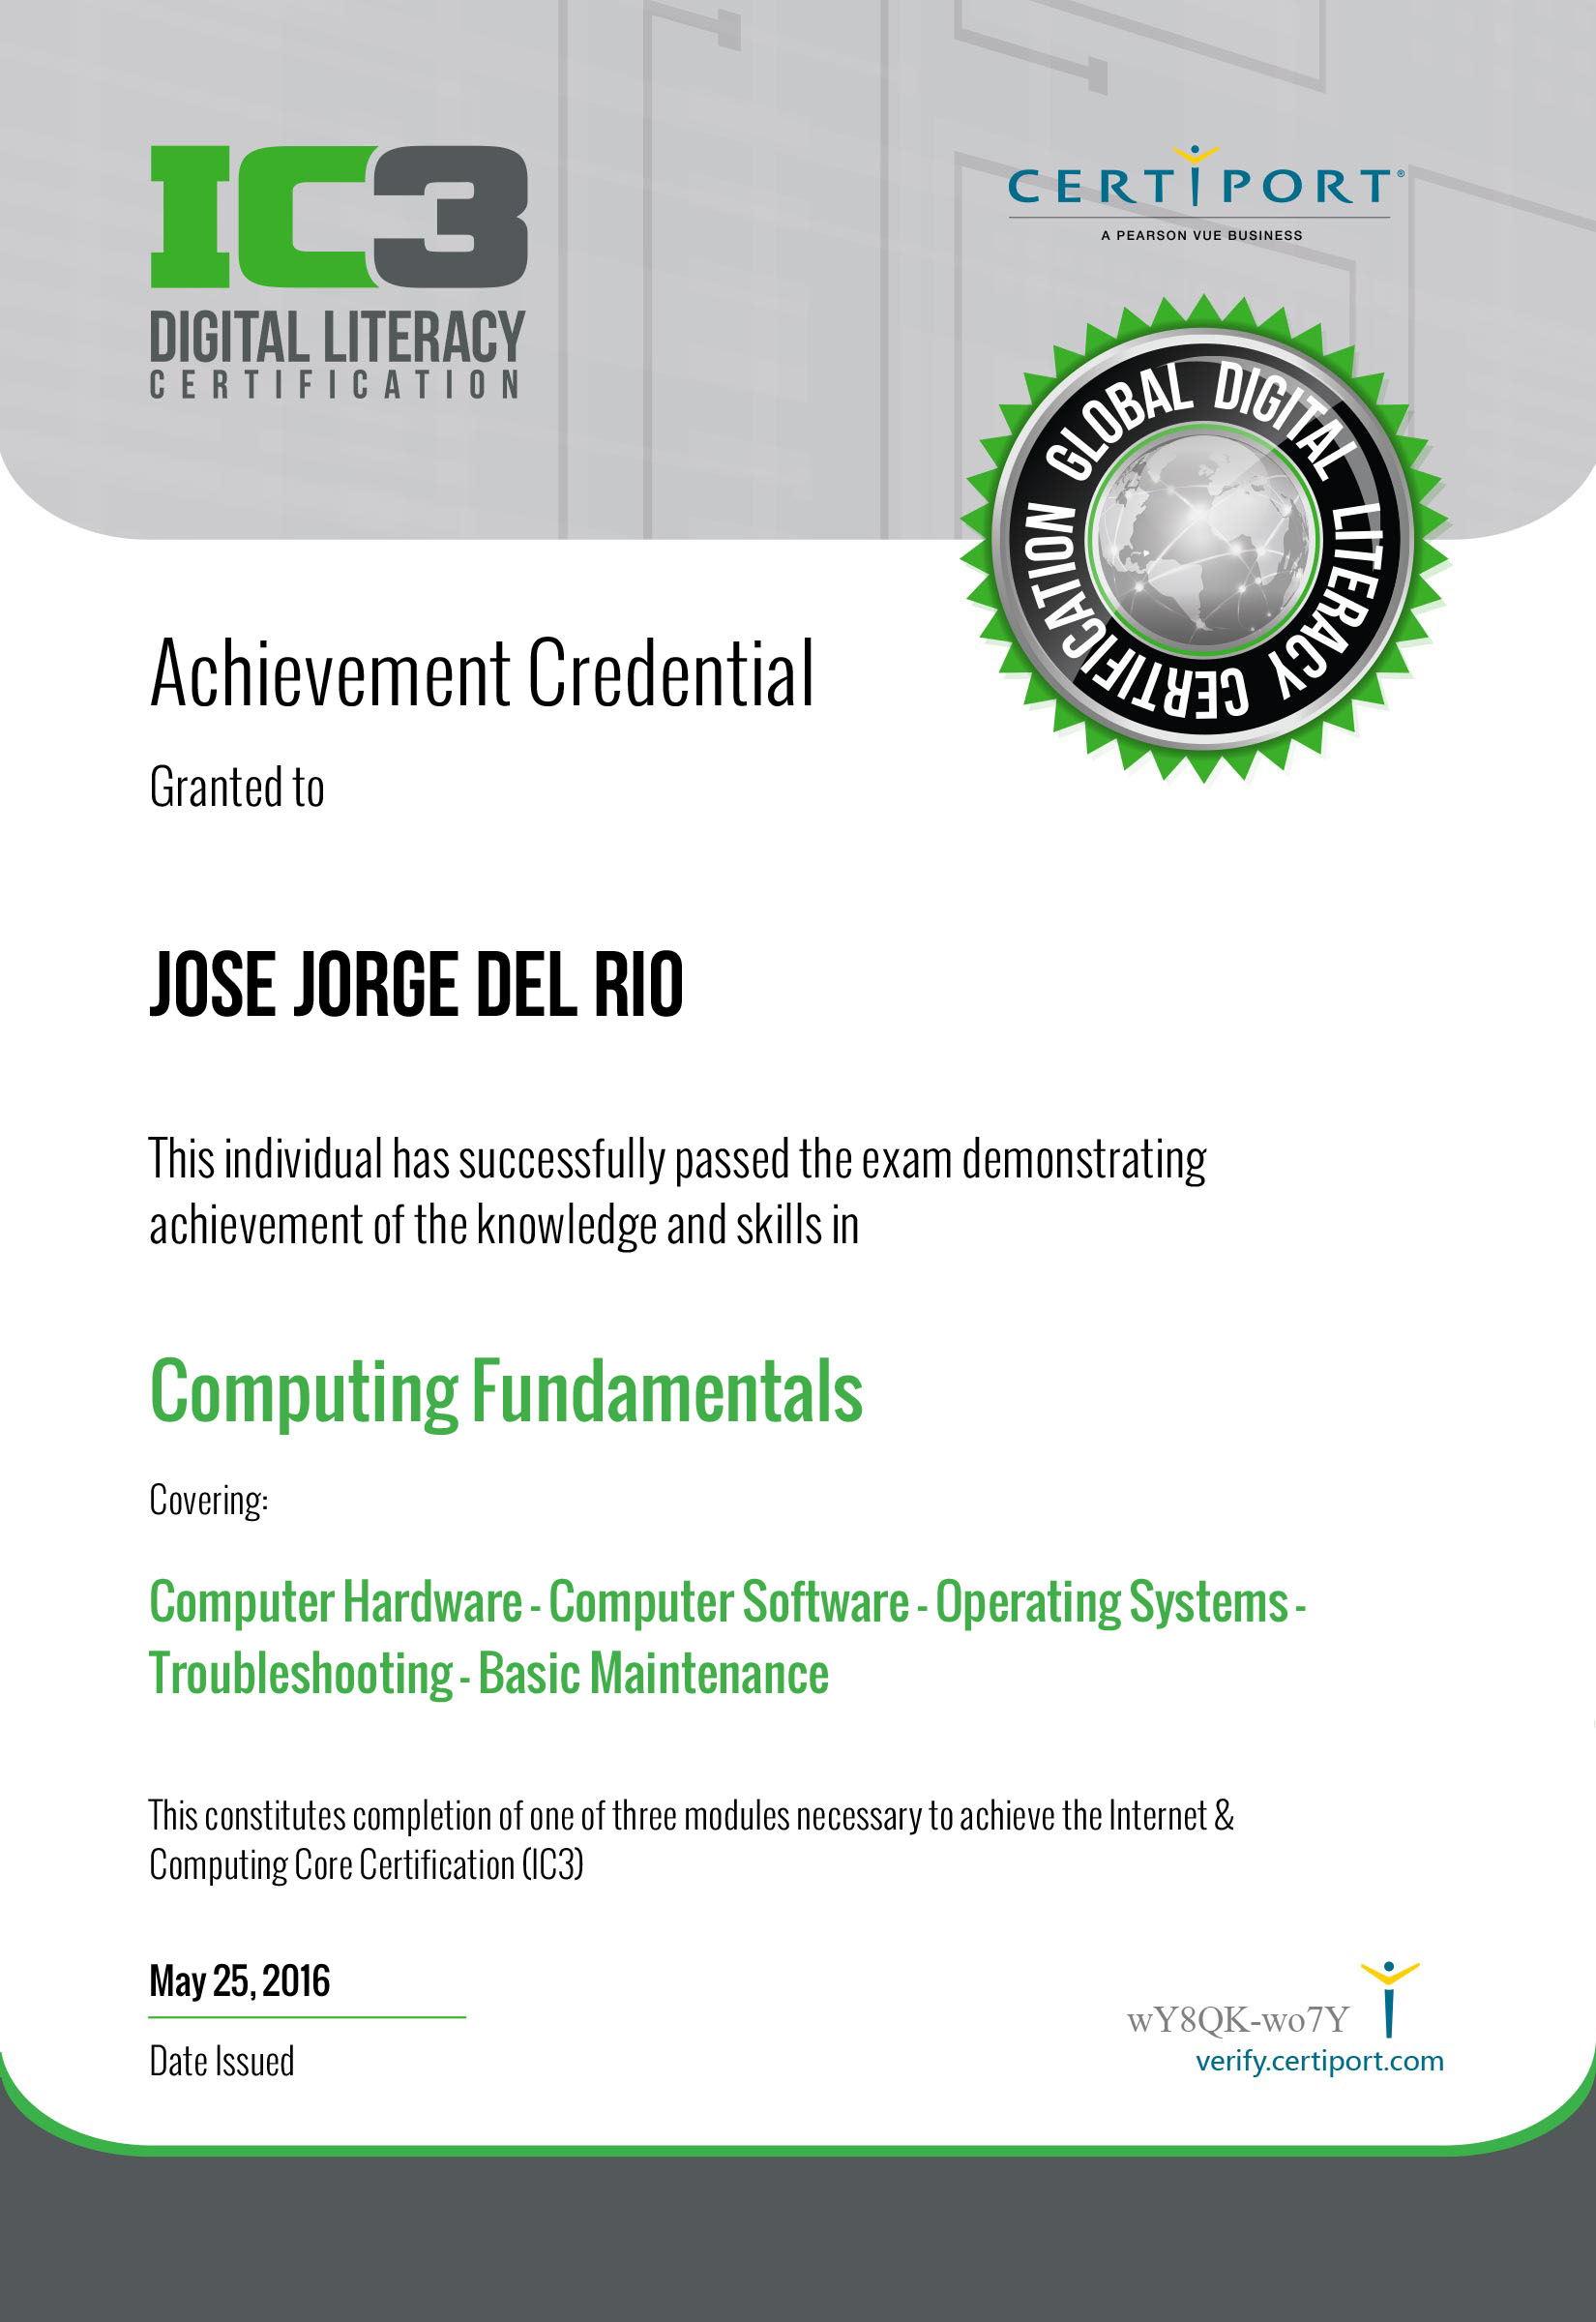 IC3
DIGITAL LITERACY
CERTIFICATION
CERTIPORT®
A PEARSON VUE BUSINESS
GLOBAL DIGITAL LITERACY CERTIFICATION
Achievement Credential
Granted to
JOSE JORGE DEL RIO
This individual has successfully passed the exam demonstrating
achievement of the knowledge and skills in
Computing Fundamentals
Covering:
Computer Hardware - Computer Software - Operating Systems -
Troubleshooting - Basic Maintenance
This constitutes completion of one of three modules necessary to achieve the Internet &
Computing Core Certification (IC3)
May 25, 2016
Date Issued
wY8QK-wo7Y
verify.certiport.com